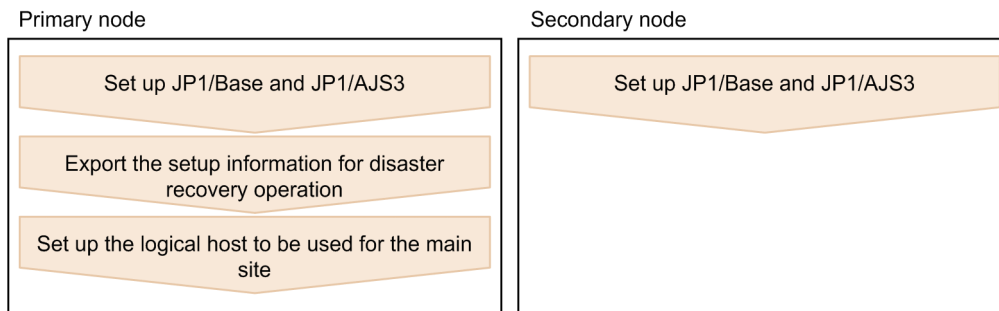 Primary node
Set up JP1/Base and JP1/AJS3
Export the setup information for disaster
recovery operation
Set up the logical host to be used for the main
site
Secondary node
Set up JP1/Base and JP1/AJS3